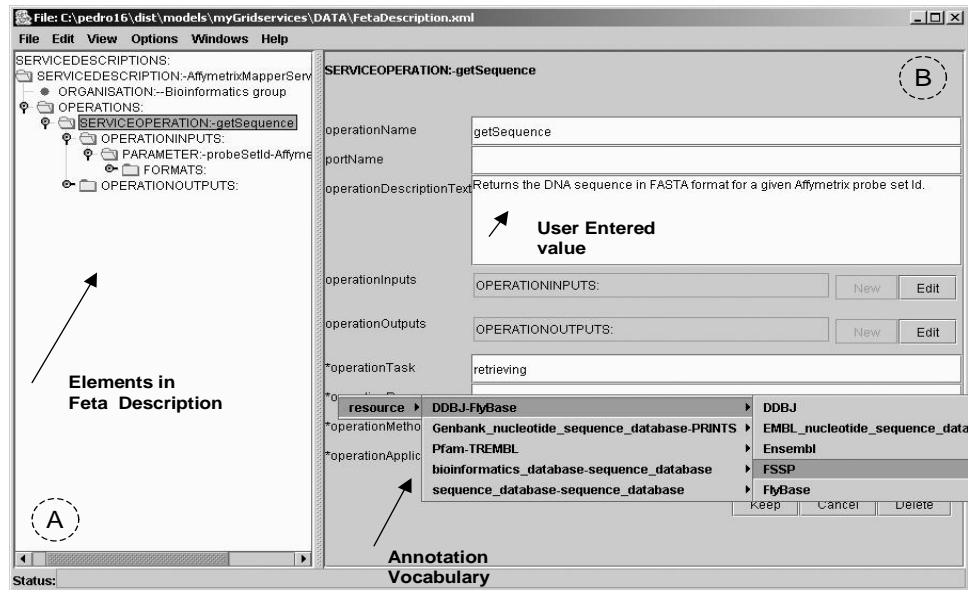 File: C:\pedro16\dist\models\myGridservices\DATA\FetaDescription.xml
File Edit View Options Windows Help
SERVICEDESCRIPTIONS:
SERVICEDESCRIPTION:-AffymetrixMapperServ
ORGANISATION:--Bioinformatics group
OPERATIONS:
SERVICEOPERATION:-getSequence
OPERATIONINPUTS:
PARAMETER:-probeSetId-Affyme
FORMATS:
OPERATIONOUTPUTS:
Elements in
Feta Description
A
SERVICEOPERATION:-getSequence
B
operationName getSequence
portName
operationDescriptionText Returns the DNA sequence in FASTA format for a given Affymetrix probe set Id.
User Entered
value
operationInputs OPERATIONINPUTS: New Edit
operationOutputs OPERATIONOUTPUTS: New Edit
*operationTask retrieving
resource DDBJ-FlyBase DDBJ
*operationMetho Genbank_nucleotide_sequence_database-PRINTS EMBL_nucleotide_sequence_data
Pfam-TREMBL Ensembl
*operationApplic bioinformatics_database-sequence_database FSSP
sequence_database-sequence_database FlyBase
Keep Cancel Delete
Annotation
Vocabulary
Status: